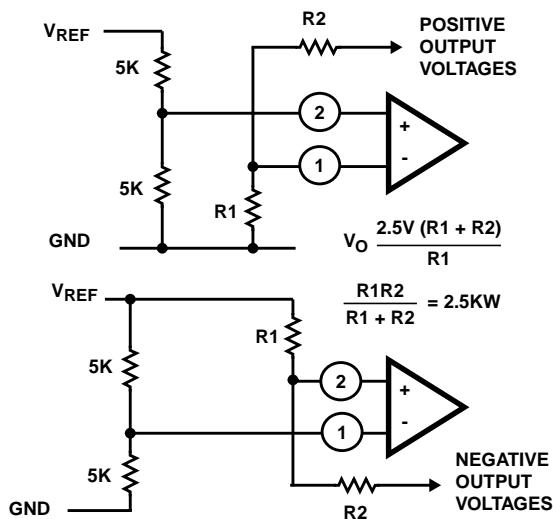 R2
POSITIVE
OUTPUT
VOLTAGES
VREF
5K
2
+
1
-
5K
R1
GND
VO 2.5V (R1 + R2)
R1
VREF
R1R2
R1 + R2
= 2.5KW
R1
5K
2
+
1
-
5K
R2
NEGATIVE
OUTPUT
VOLTAGES
GND